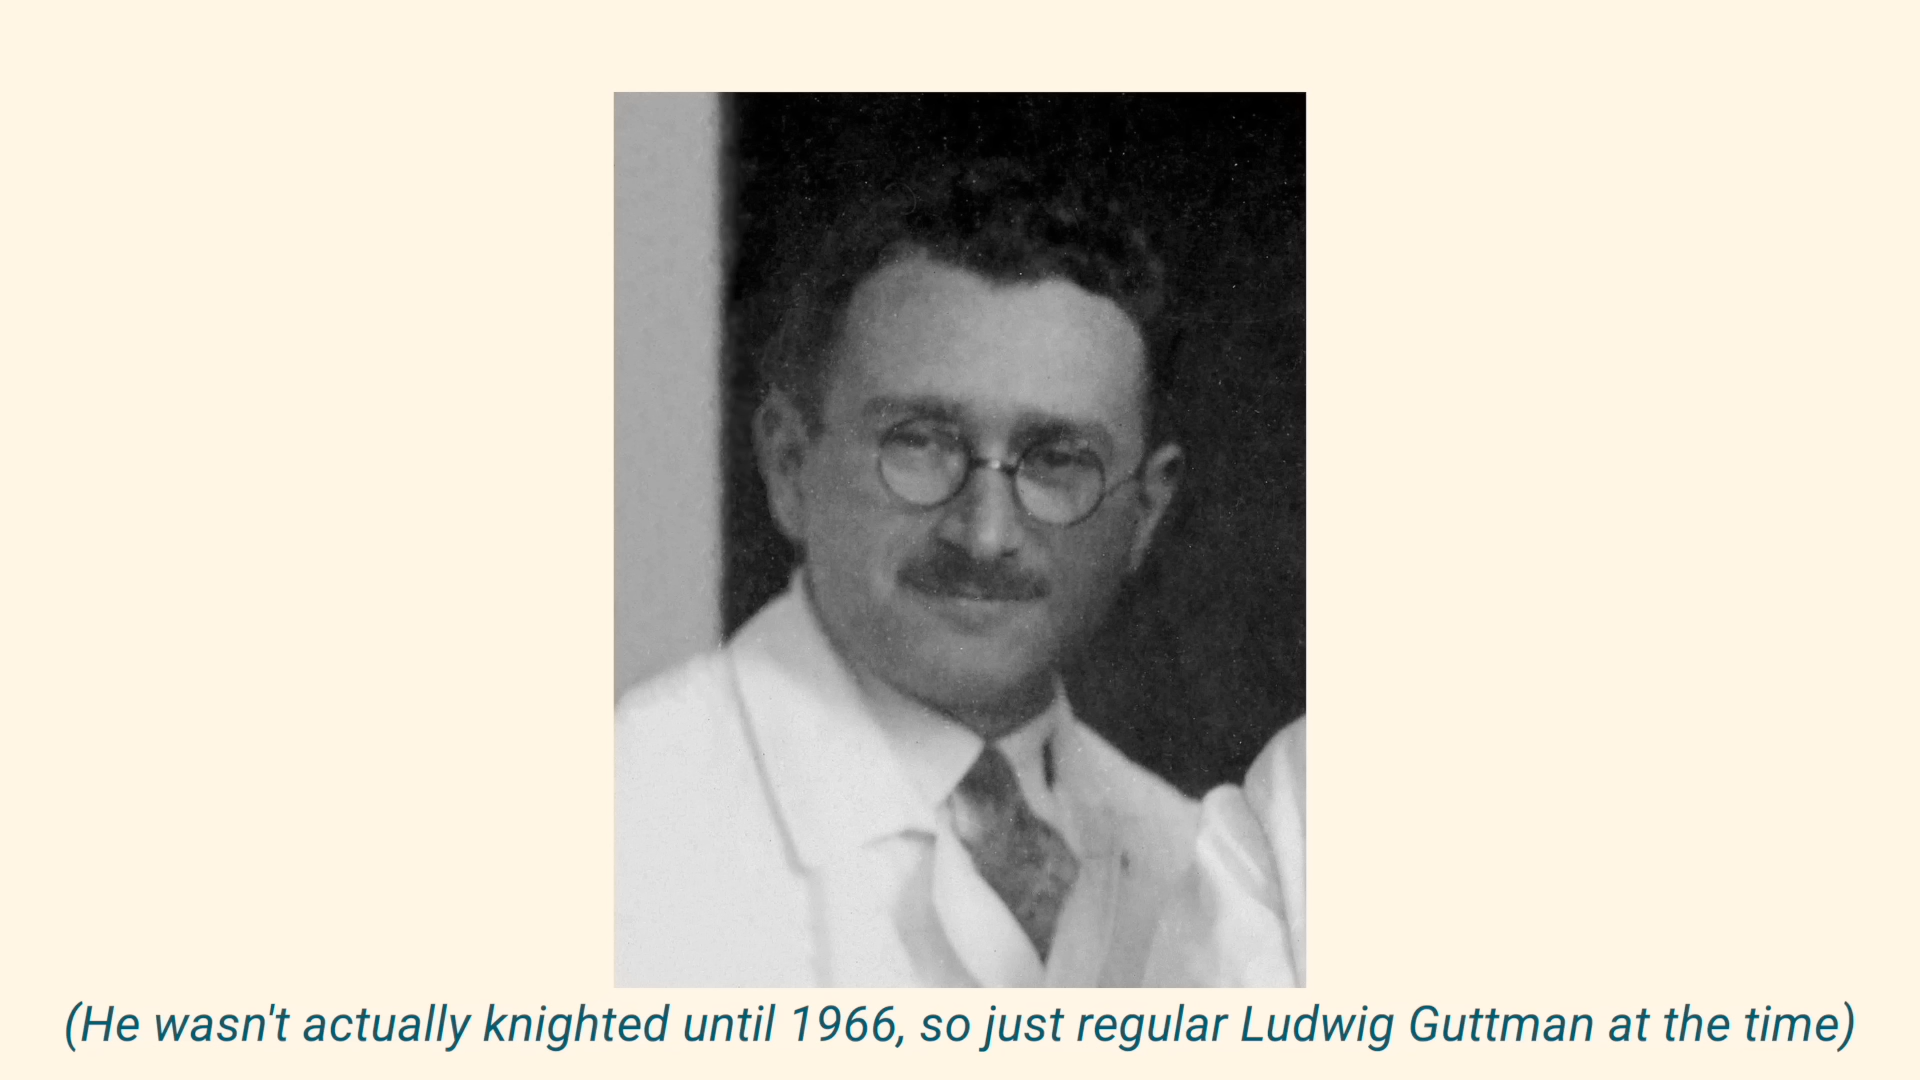 (He wasn't actually knighted until 1966, so just regular Ludwig Guttman at the time)